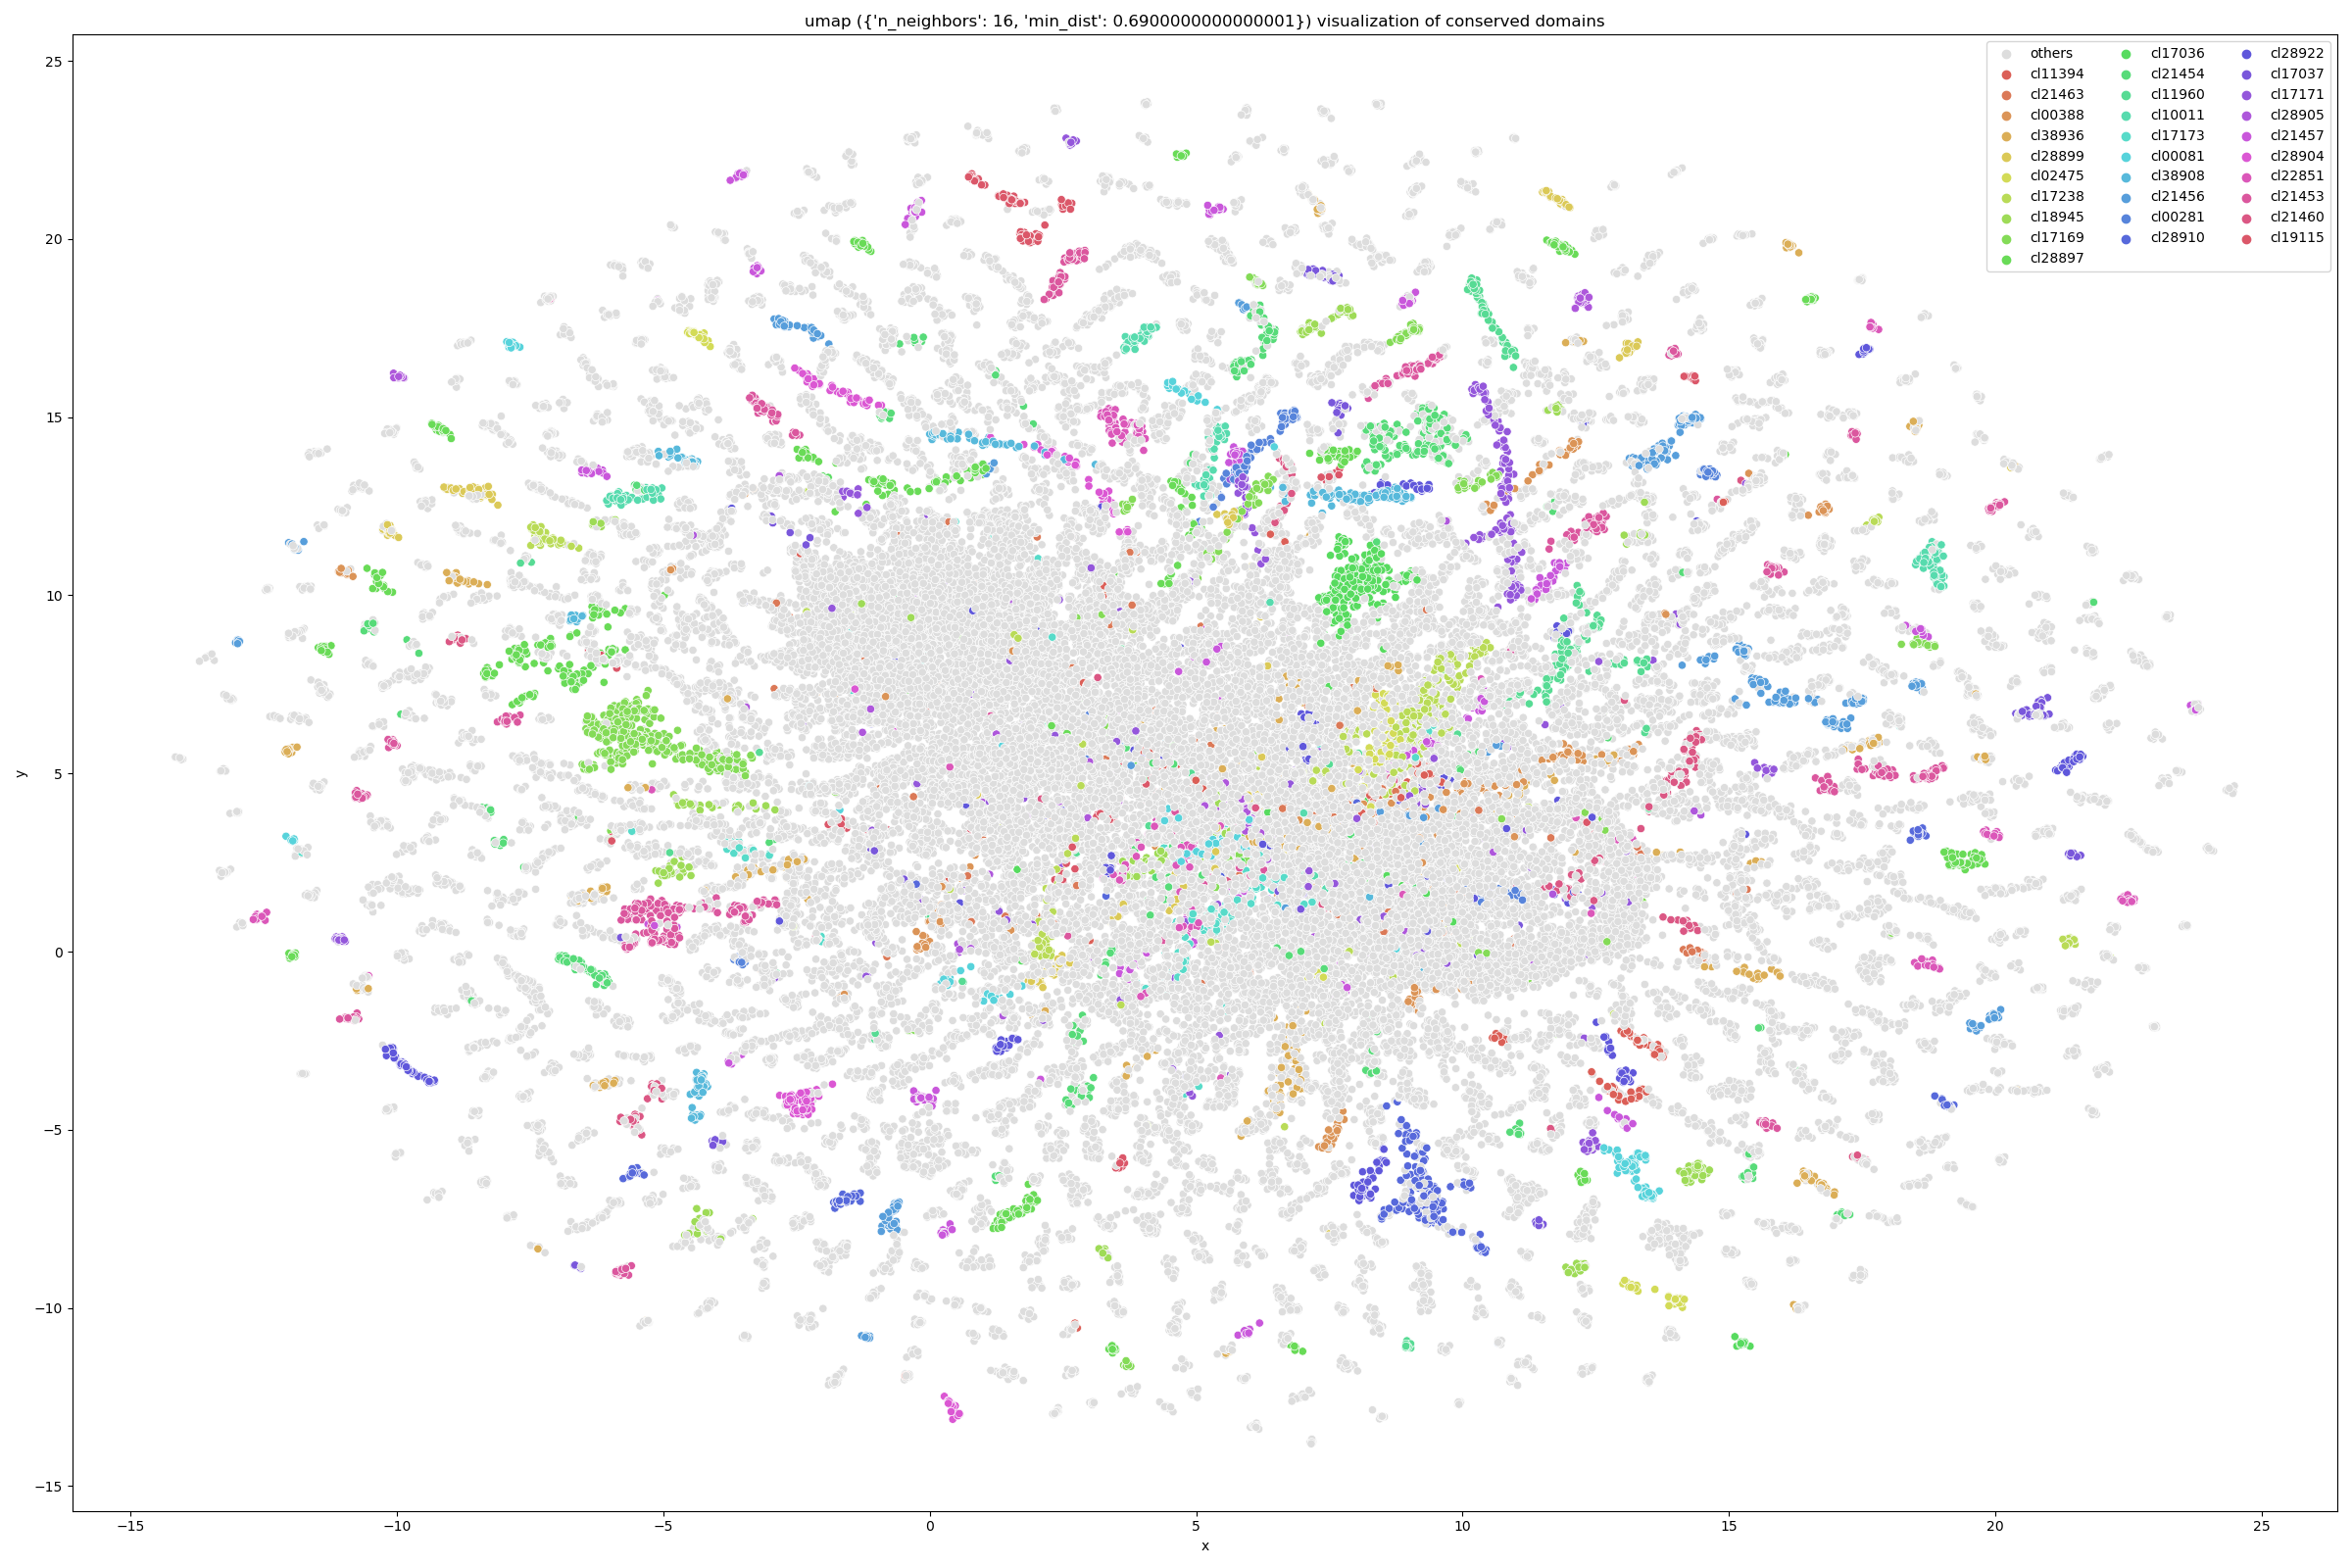 umap ({'n_neighbors': 16, 'min_dist': 0.6900000000000001}) visualization of conserved domains
others
cl11394
cl21463
cl00388
cl38936
cl28899
cl02475
cl17238
cl18945
cl17169
cl28897
cl17036
cl21454
cl11960
cl10011
cl17173
cl00081
cl38908
cl21456
cl00281
cl28910
cl28922
cl17037
cl17171
cl28905
cl21457
cl28904
cl22851
cl21453
cl21460
cl19115
25
20
15
10
5
0
−5
−10
−15
y
−15 −10 −5 0 5 10 15 20 25
x